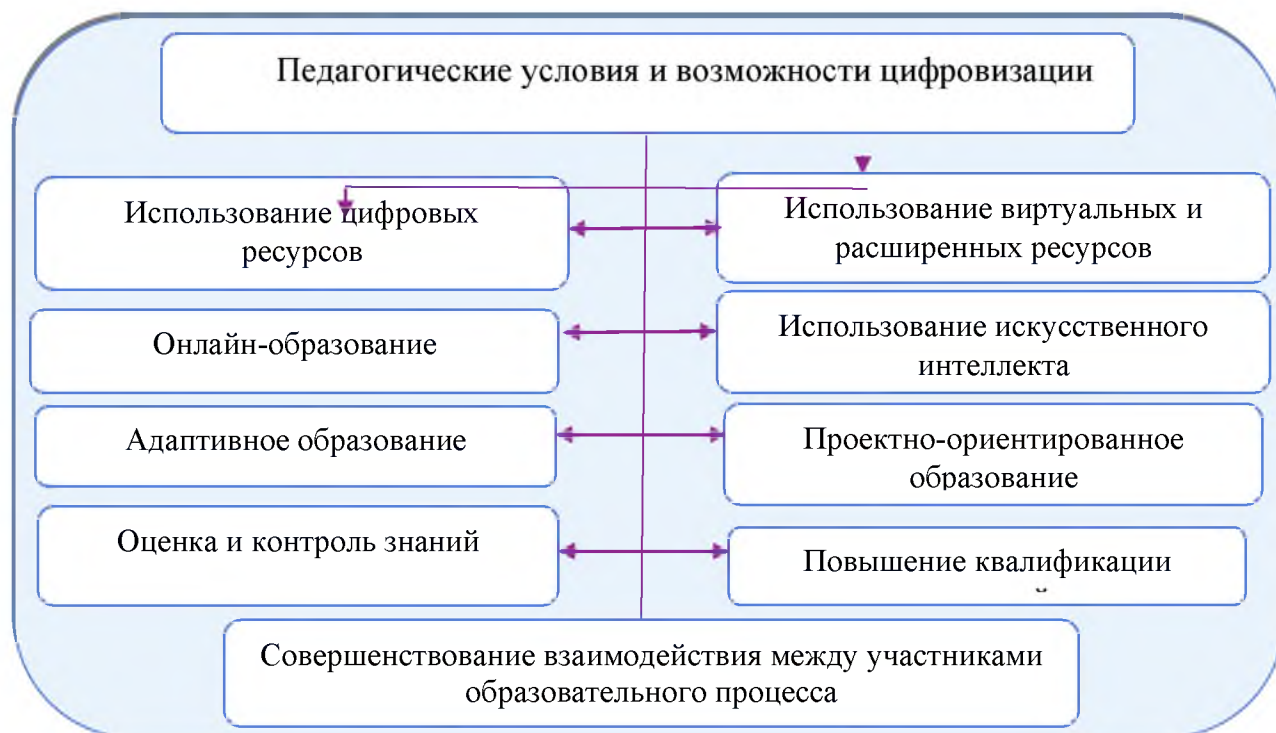 Педагогические условия и возможности цифровизации
Использование цифровых
ресурсов
Использование виртуальных и
расширенных ресурсов
Онлайн-образование
Использование искусственного
интеллекта
Адаптивное образование
Проектно-ориентированное
образование
Оценка и контроль знаний
Повышение квалификации
Совершенствование взаимодействия между участниками
образовательного процесса